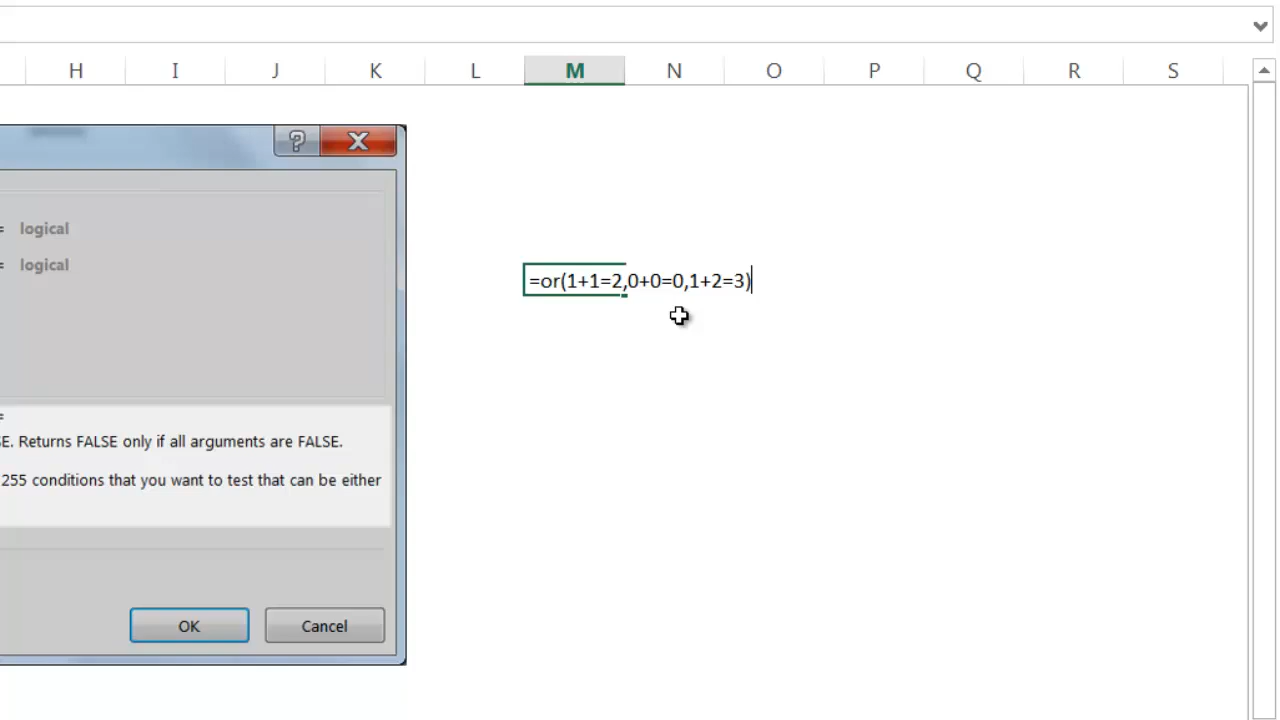 H I J K L M N O P Q R S
= logical
= logical
=or(1+1=2,0+0=0,1+2=3)
=
SE. Returns FALSE only if all arguments are FALSE.
255 conditions that you want to test that can be either
OK Cancel